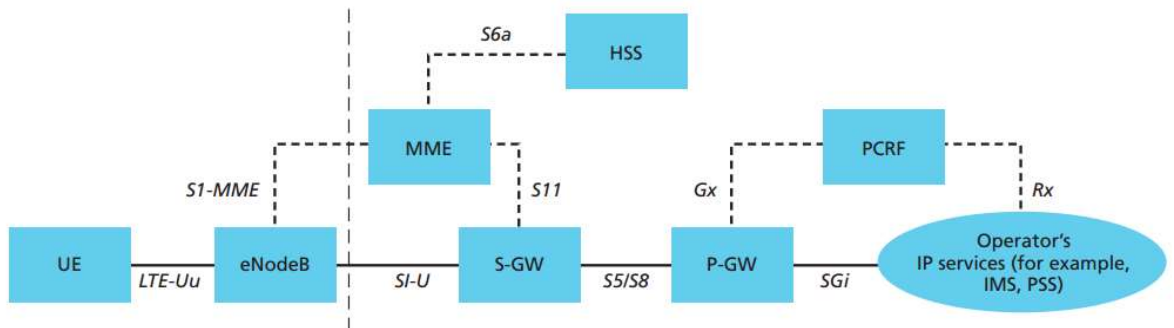 S6a
HSS
MME
PCRF
S1-MME
S11
Gx
Rx
UE
eNodeB
S-GW
P-GW
Operator's
IP services (for example,
IMS, PSS)
LTE-Uu
SI-U
S5/S8
SGi